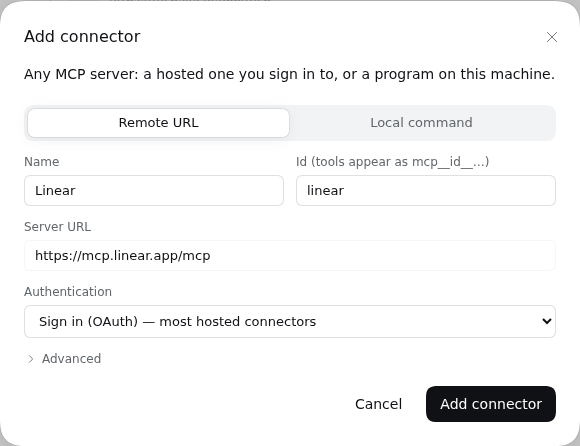 Add connector
Any MCP server: a hosted one you sign in to, or a program on this machine.
Remote URL
Local command
Name
Id (tools appear as mcp__id__...)
Linear
linear
Server URL
https://mcp.linear.app/mcp
Authentication
Sign in (OAuth) — most hosted connectors
Advanced
Cancel
Add connector